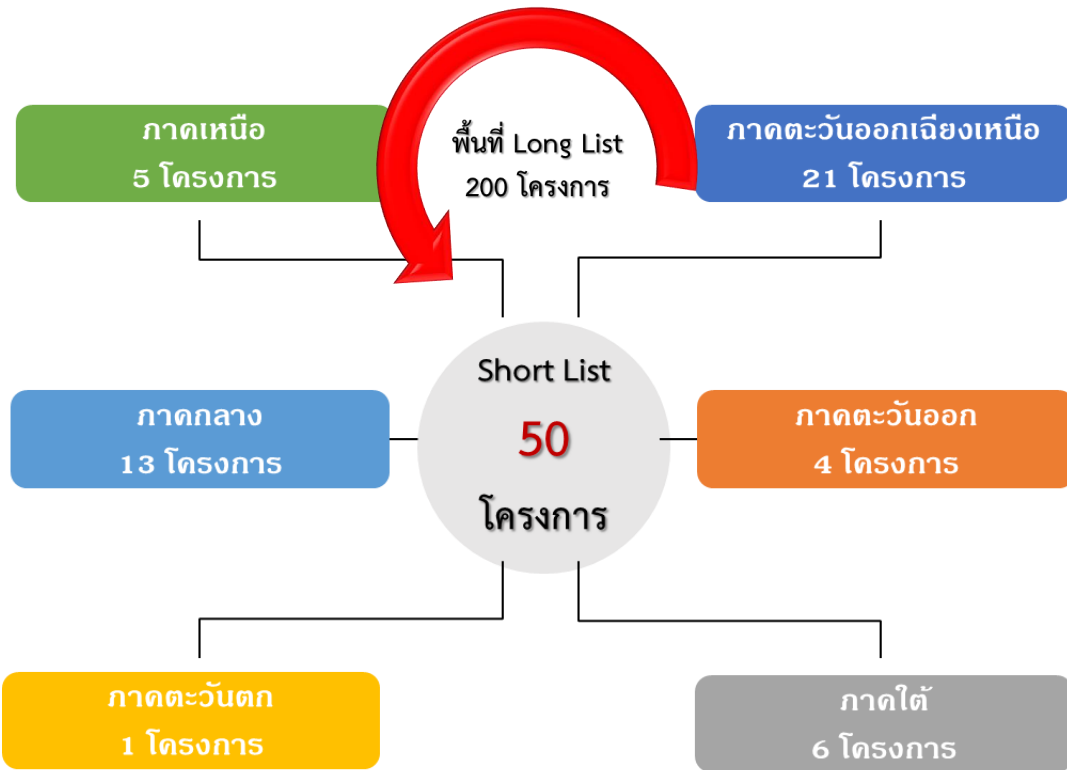 ภาคเหนือ
5 โครงการ
พื้นที่ Long List
200 โครงการ
ภาคตะวันออกเฉียงเหนือ
21 โครงการ
Short List
50
โครงการ
ภาคกลาง
13 โครงการ
ภาคตะวันออก
4 โครงการ
ภาคตะวันตก
1 โครงการ
ภาคใต้
6 โครงการ